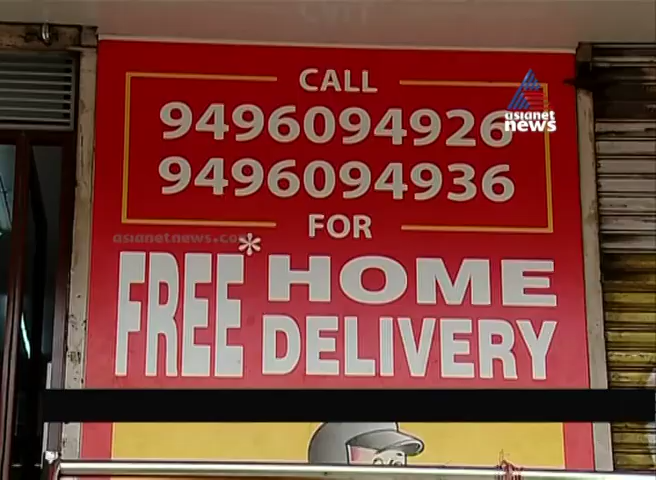 CALL
9496094926
9496094936
FOR
asianet
news
asianetnews.com
FREE* HOME
DELIVERY